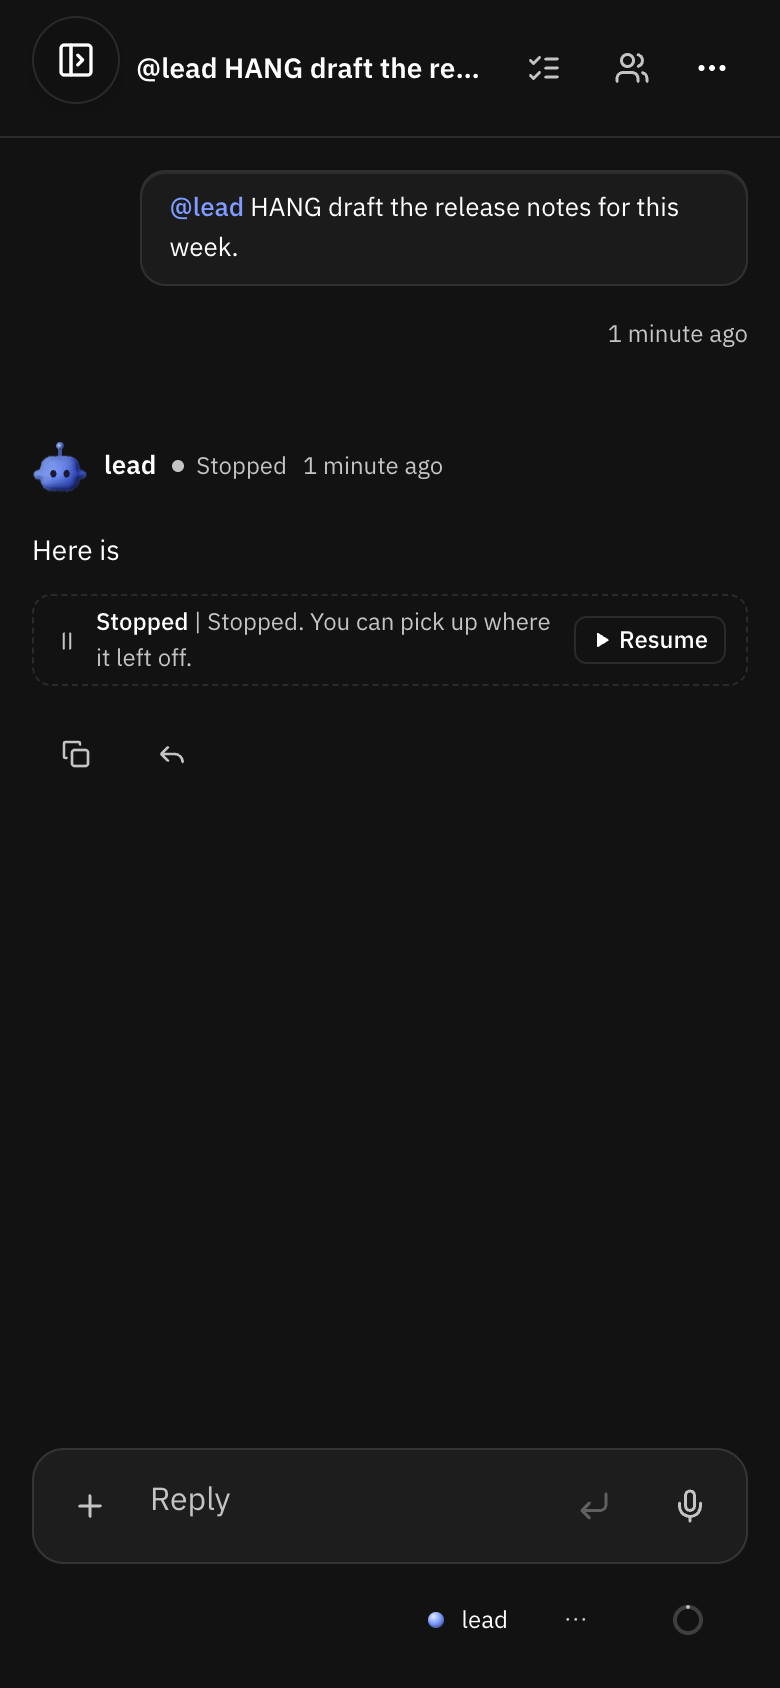 @lead HANG draft the re...
@lead HANG draft the release notes for this
week.
1 minute ago
lead Stopped 1 minute ago
Here is
Stopped | Stopped. You can pick up where
it left off.
Resume
Reply
lead ...